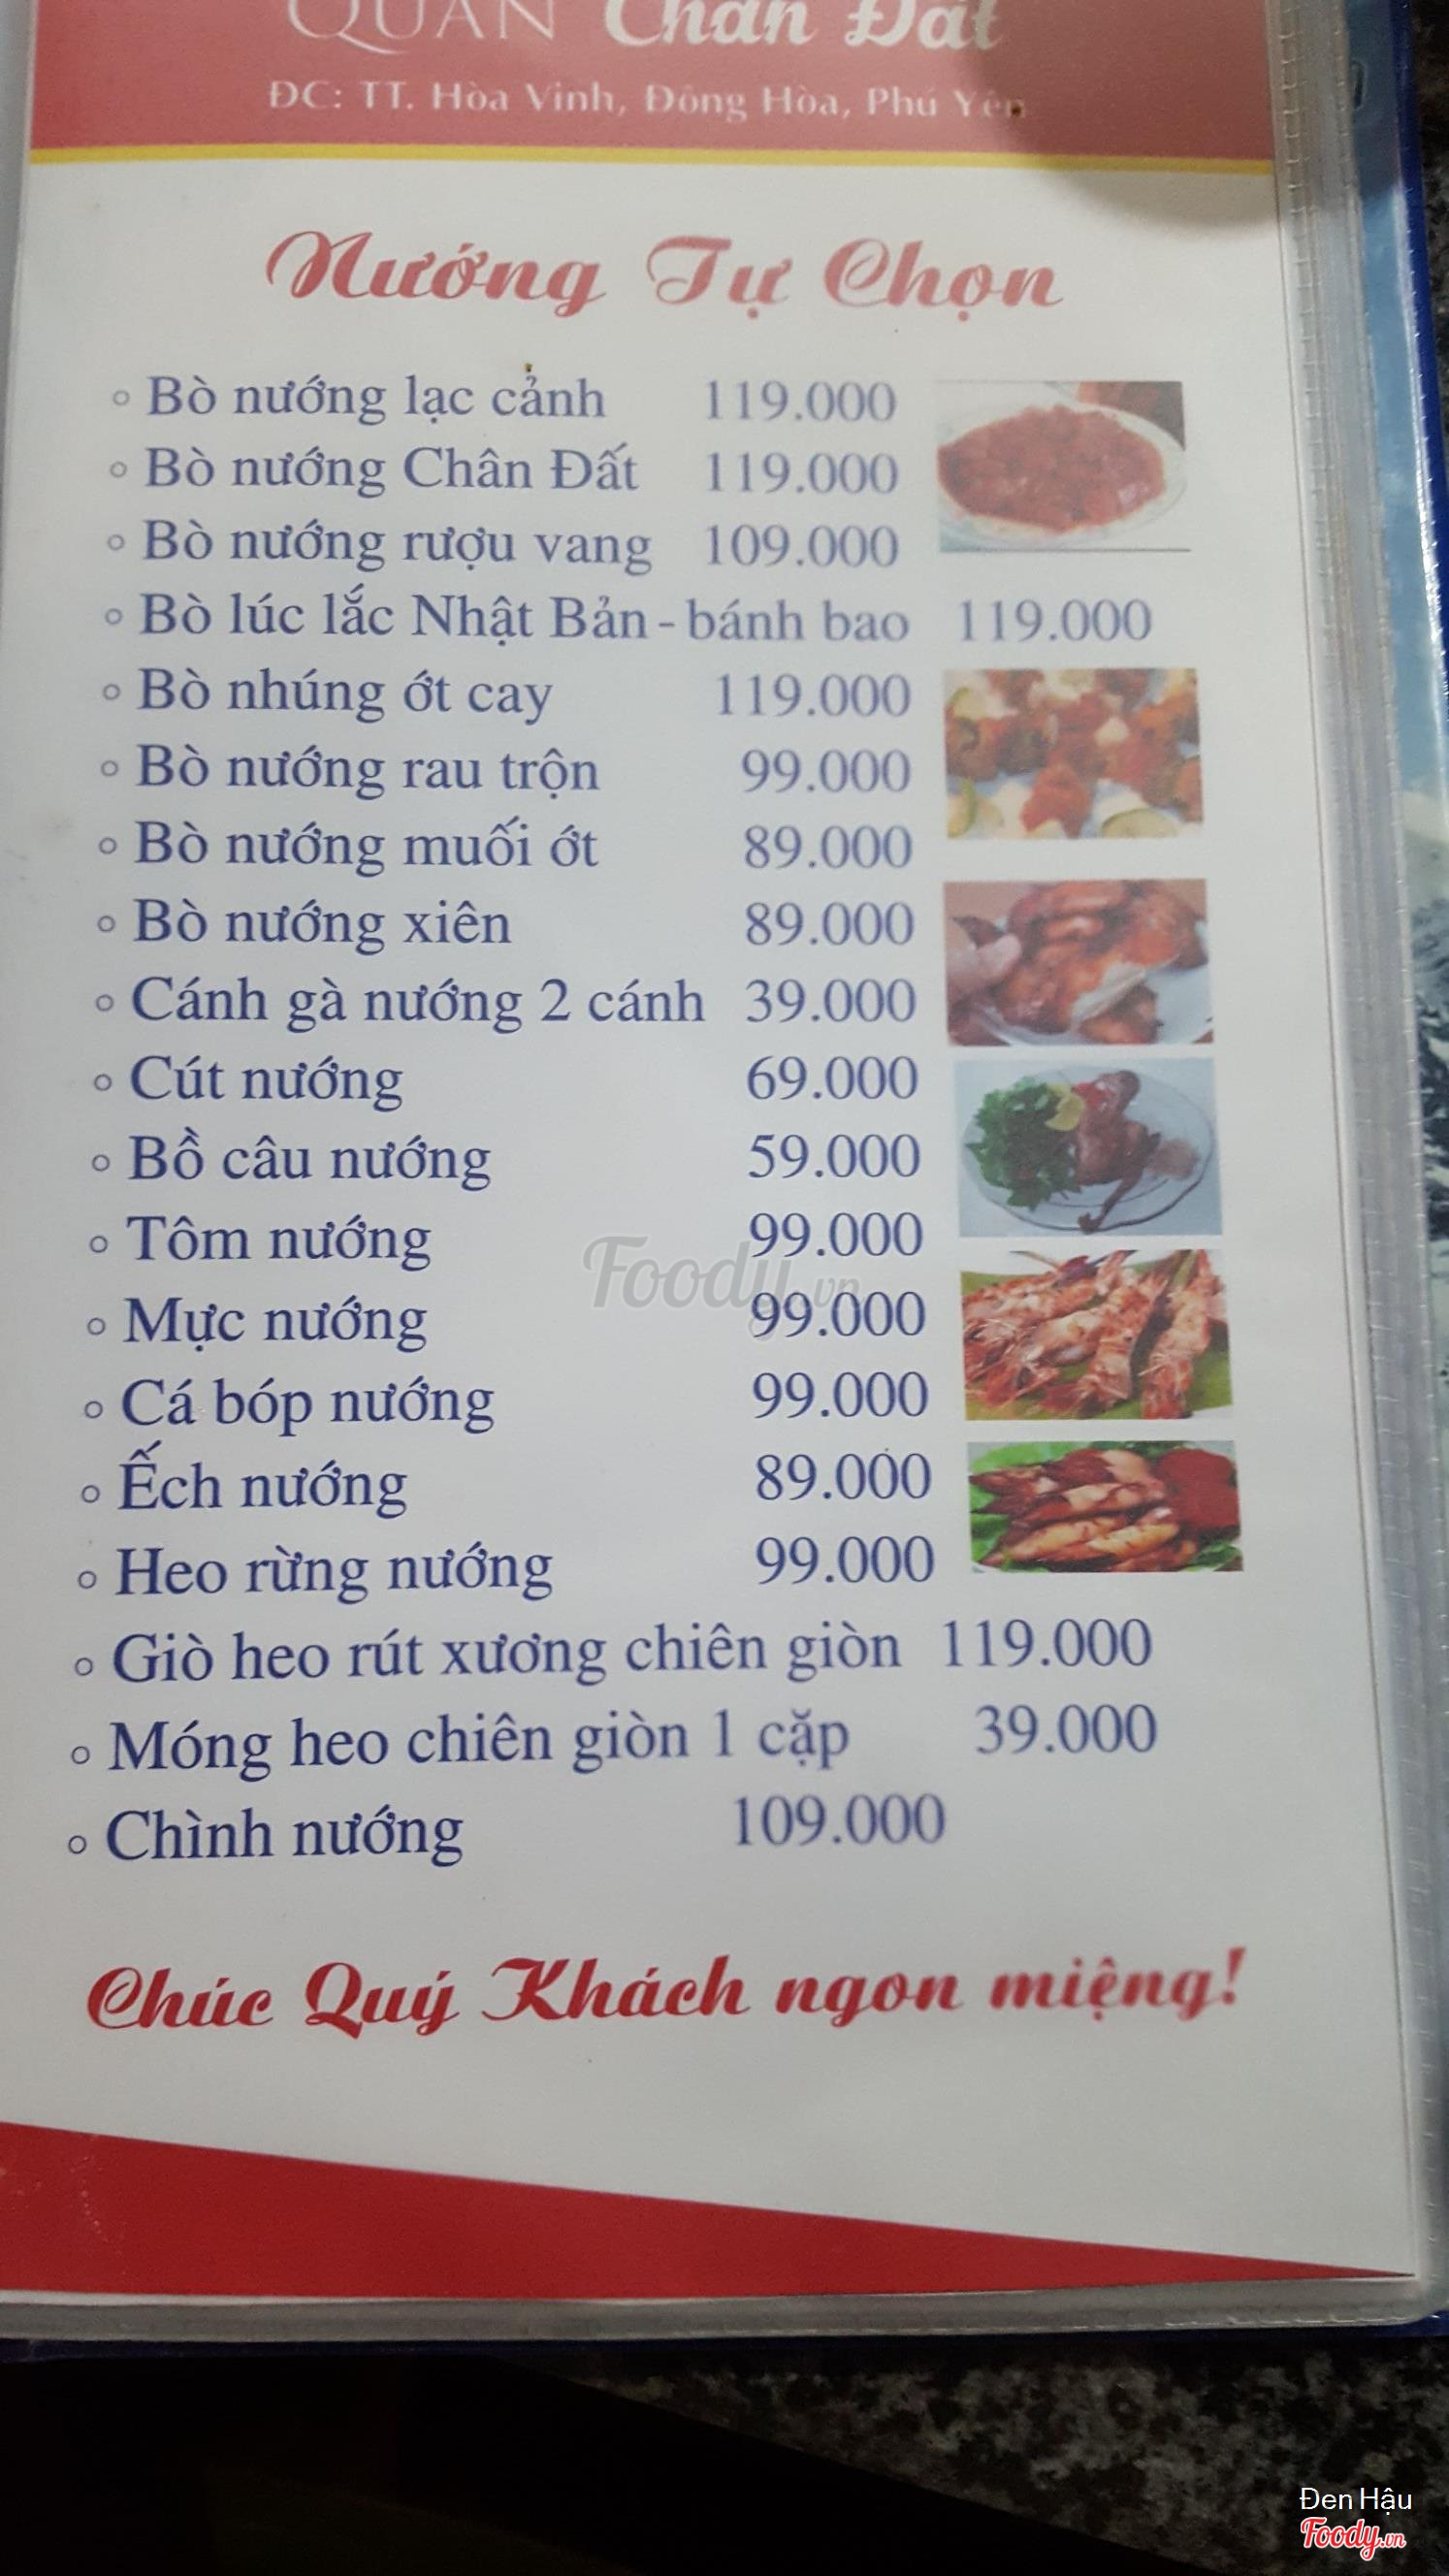 QUÁN Chân Đất
ĐC: TT. Hòa Vinh, Đông Hòa, Phú Yên
Nướng Tự Chọn
Bò nướng lạc cảnh 119.000
Bò nướng Chân Đất 119.000
Bò nướng rượu vang 109.000
Bò lúc lắc Nhật Bản - bánh bao 119.000
Bò nhúng ớt cay 119.000
Bò nướng rau trộn 99.000
Bò nướng muối ớt 89.000
Bò nướng xiên 89.000
Cánh gà nướng 2 cánh 39.000
Cút nướng 69.000
Bồ câu nướng 59.000
Tôm nướng 99.000
Foody.vn
Mực nướng 99.000
Cá bóp nướng 99.000
Ếch nướng 89.000
Heo rừng nướng 99.000
Giò heo rút xương chiên giòn 119.000
Móng heo chiên giòn 1 cặp 39.000
Chình nướng 109.000
Chúc Quý Khách ngon miệng!
Đen Hậu
Foody.vn